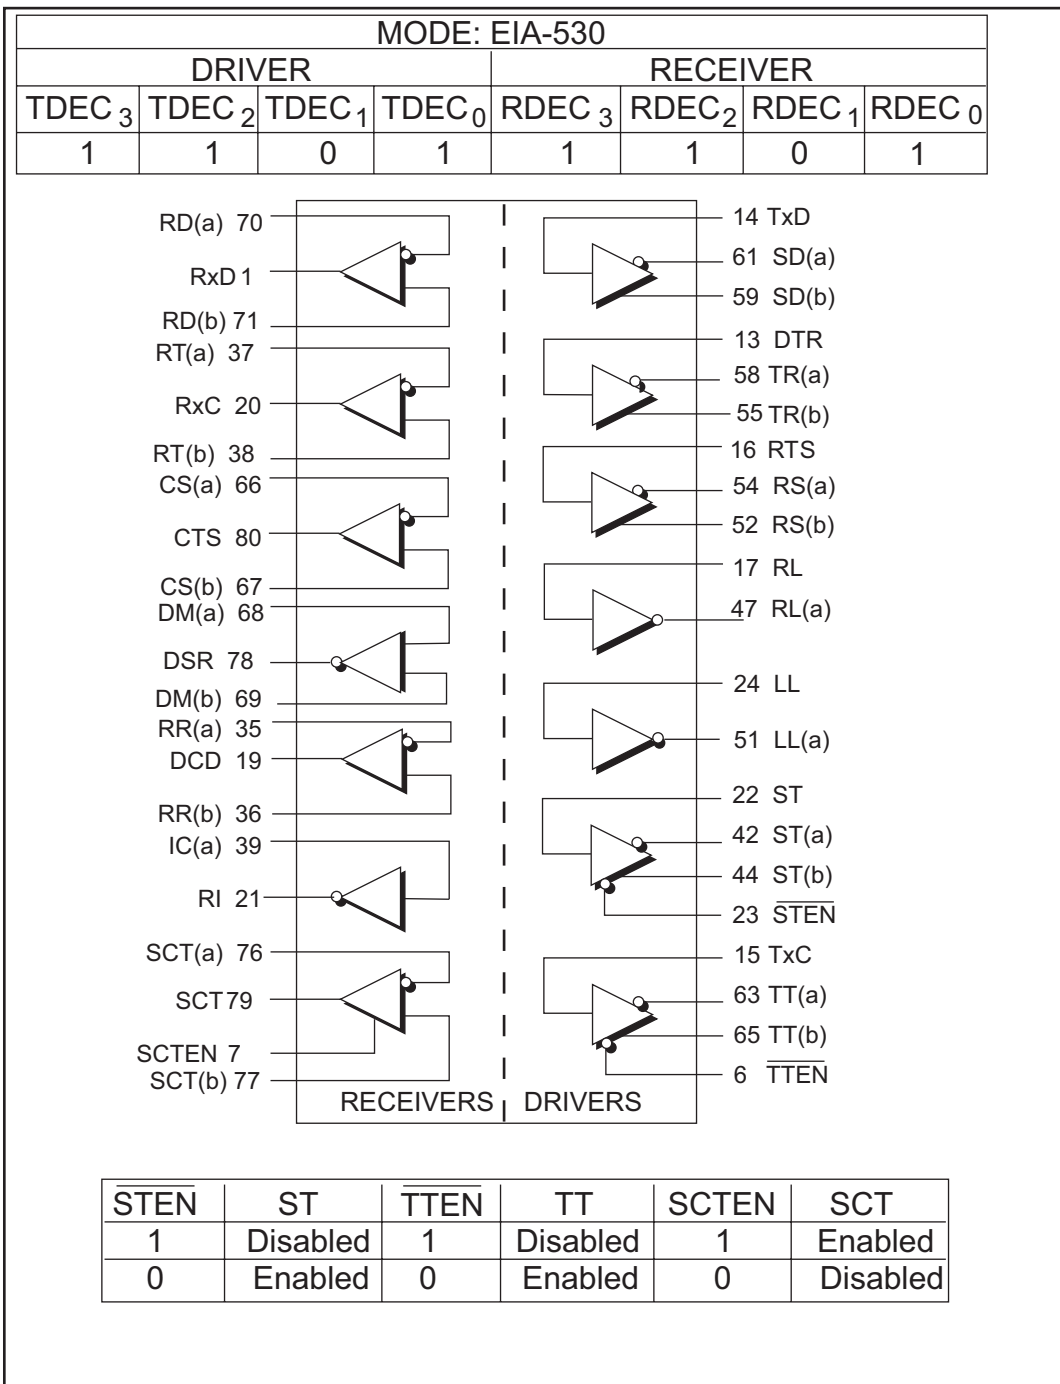 MODE: EIA-530
DRIVER RECEIVER
TDEC₃ TDEC₂ TDEC₁ TDEC₀ RDEC₃ RDEC₂ RDEC₁ RDEC₀
1 1 0 1 1 1 0 1
RD(a) 70
RxD 1
RD(b) 71
RT(a) 37
RxC 20
RT(b) 38
CS(a) 66
CTS 80
CS(b) 67
DM(a) 68
DSR 78
DM(b) 69
RR(a) 35
DCD 19
RR(b) 36
IC(a) 39
RI 21
SCT(a) 76
SCT 79
SCTEN 7
SCT(b) 77
RECEIVERS
14 TxD
61 SD(a)
59 SD(b)
13 DTR
58 TR(a)
55 TR(b)
16 RTS
54 RS(a)
52 RS(b)
17 RL
47 RL(a)
24 LL
51 LL(a)
22 ST
42 ST(a)
44 ST(b)
23 S̅T̅E̅N̅
15 TxC
63 TT(a)
65 TT(b)
6 T̅T̅E̅N̅
DRIVERS
S̅T̅E̅N̅ ST T̅T̅E̅N̅ TT SCTEN SCT
1 Disabled 1 Disabled 1 Enabled
0 Enabled 0 Enabled 0 Disabled